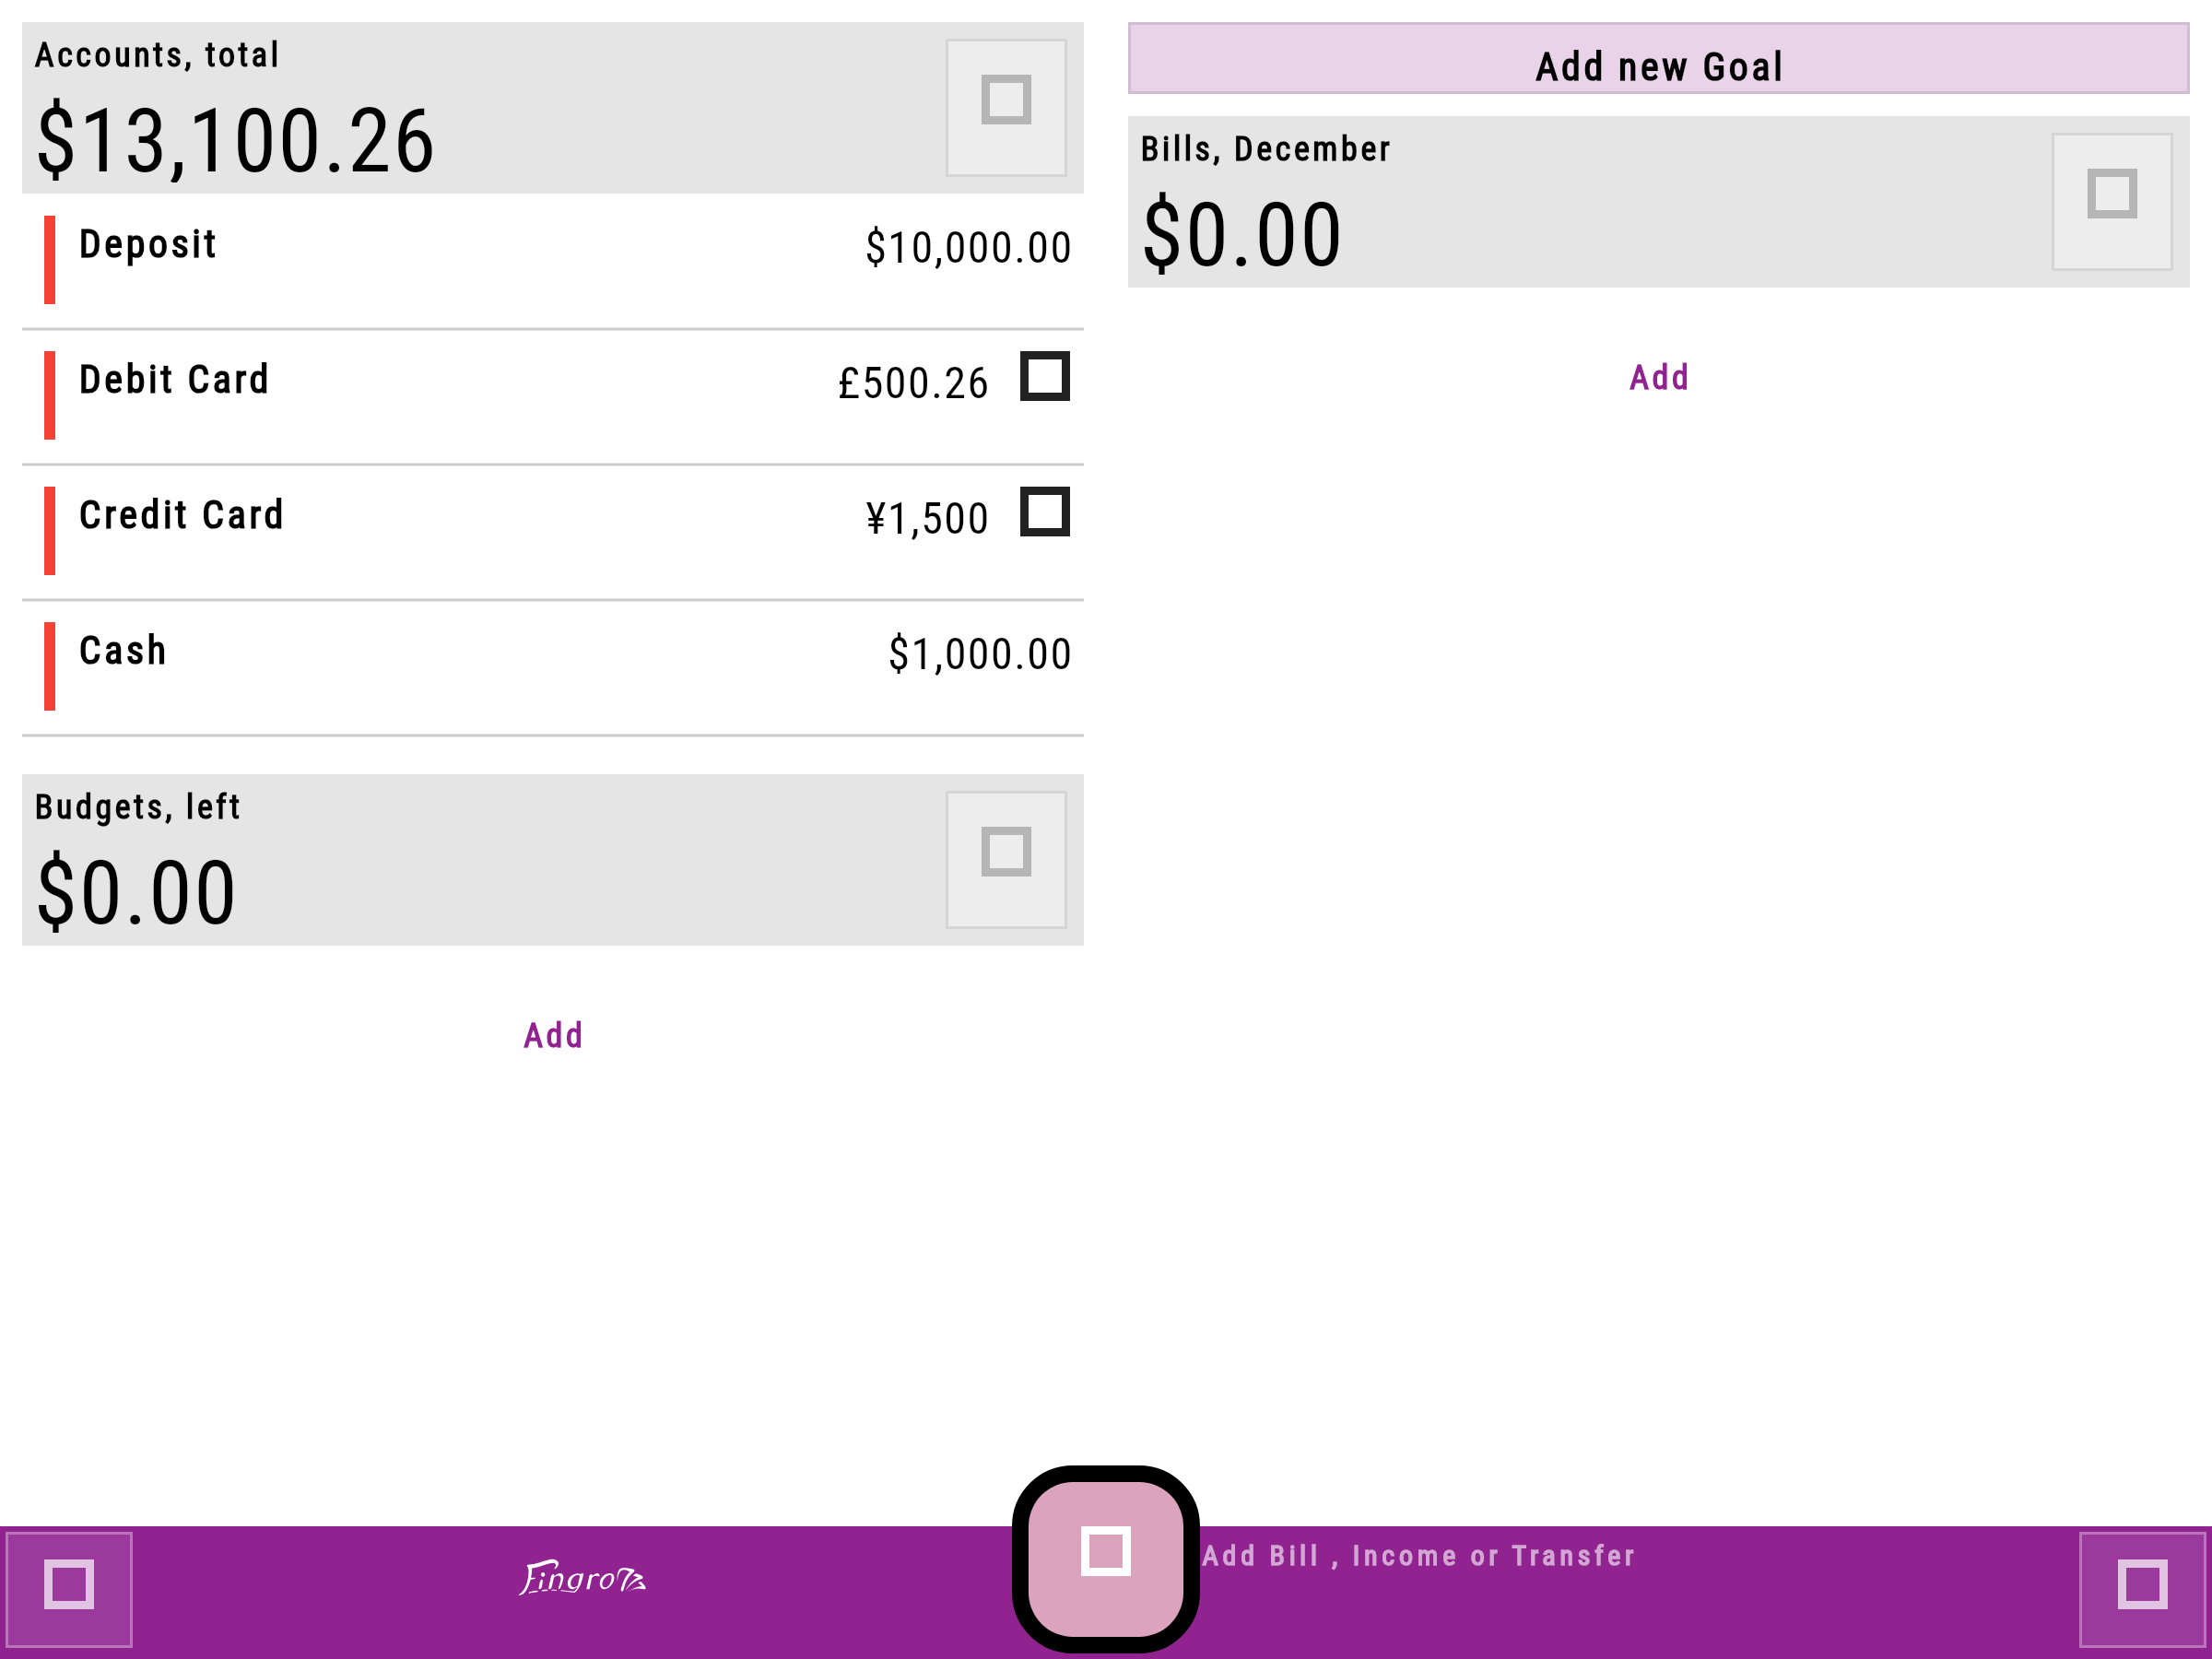 Accounts, total
$13,100.26
Deposit
$10,000.00
Debit Card
£500.26
Credit Card
¥1,500
Cash
$1,000.00
Budgets, left
$0.00
Add
Add new Goal
Bills, December
$0.00
Add
Add Bill , Income or Transfer